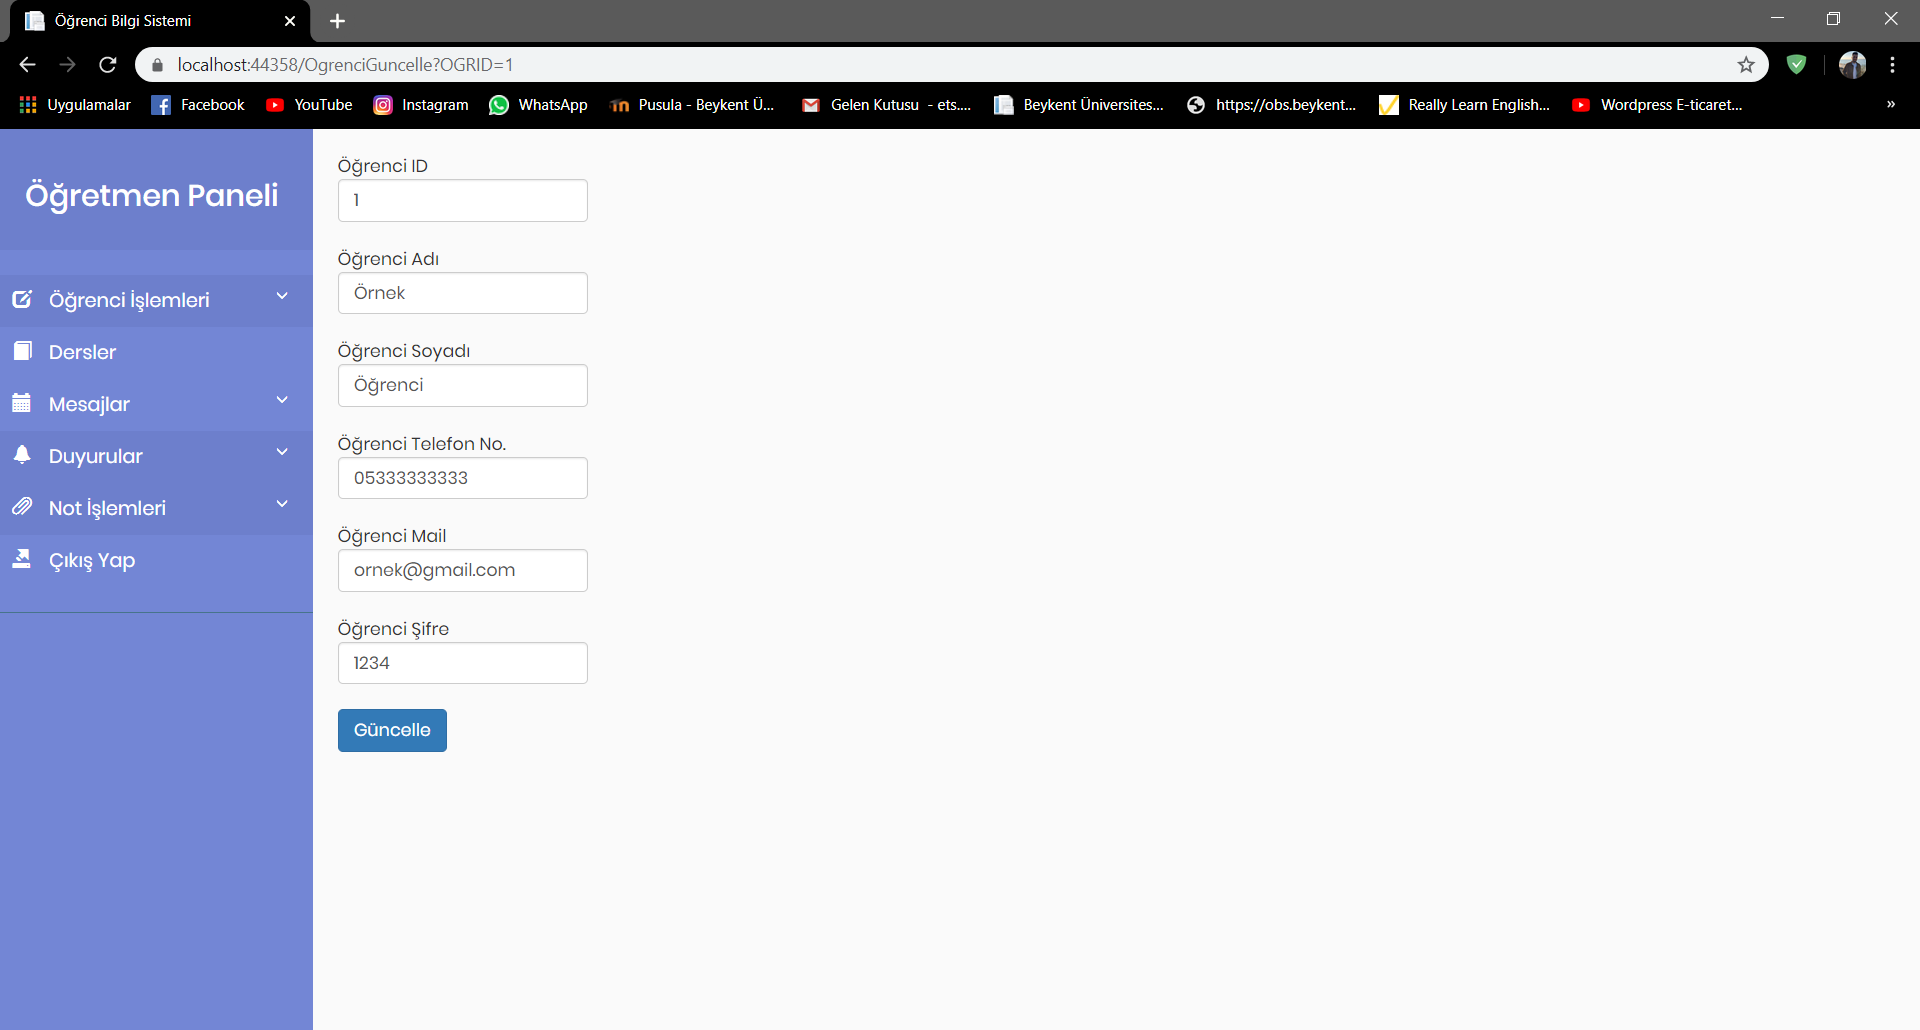 Öğrenci Bilgi Sistemi
localhost:44358/OgrenciGuncelle?OGRID=1
Uygulamalar Facebook YouTube Instagram WhatsApp Pusula - Beykent Ü... Gelen Kutusu - ets.... Beykent Üniversites... https://obs.beykent... Really Learn English... Wordpress E-ticaret... »
Öğretmen Paneli
Öğrenci İşlemleri
Dersler
Mesajlar
Duyurular
Not İşlemleri
Çıkış Yap
Öğrenci ID
1
Öğrenci Adı
Örnek
Öğrenci Soyadı
Öğrenci
Öğrenci Telefon No.
05333333333
Öğrenci Mail
ornek@gmail.com
Öğrenci Şifre
1234
Güncelle